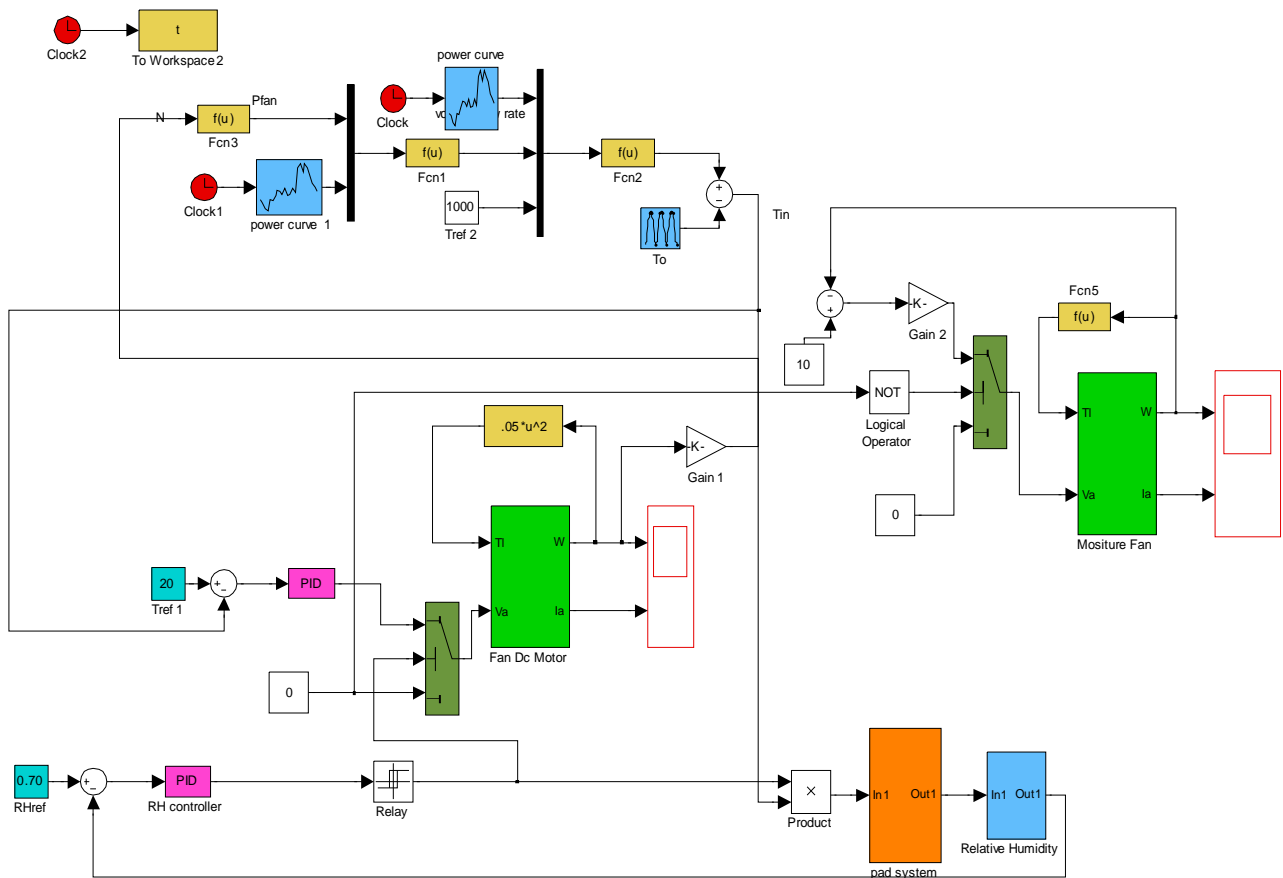 t
Clock2
To Workspace2
power curve
Pfan
N
f(u)
Fcn3
Clock
rate
f(u)
Fcn1
f(u)
Fcn2
Clock1
power curve 1
1000
Tref 2
+
−
To
Tin
−
+
-K-
Gain 2
10
Fcn5
f(u)
NOT
Logical
Operator
Tl
W
Va
Ia
Mositure Fan
0
.05*u^2
-K-
Gain 1
Tl
W
Va
Ia
Fan Dc Motor
20
Tref 1
+
−
PID
0
0.70
RHref
+
−
PID
RH controller
Relay
×
Product
In1
Out1
pad system
In1
Out1
Relative Humidity